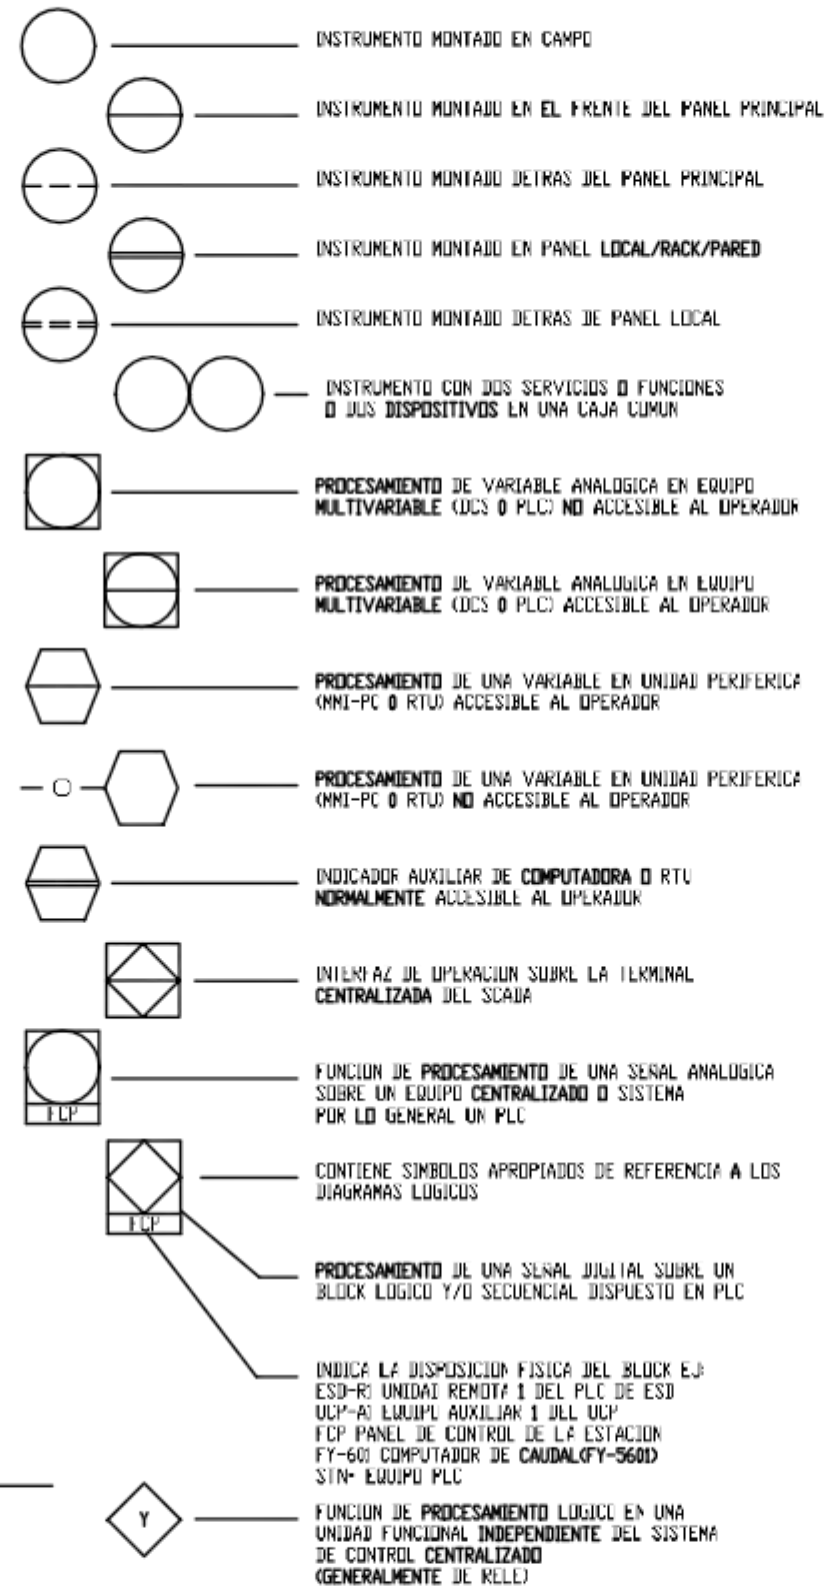 INSTRUMENTO MONTADO EN CAMPO
INSTRUMENTO MONTADO EN EL FRENTE DEL PANEL PRINCIPAL
INSTRUMENTO MONTADO DETRAS DEL PANEL PRINCIPAL
INSTRUMENTO MONTADO EN PANEL LOCAL/RACK/PARED
INSTRUMENTO MONTADO DETRAS DE PANEL LOCAL
INSTRUMENTO CON DOS SERVICIOS O FUNCIONES
O DOS DISPOSITIVOS EN UNA CAJA COMUN
PROCESAMIENTO DE VARIABLE ANALOGICA EN EQUIPO
MULTIVARIABLE (DCS O PLC) NO ACCESIBLE AL OPERADOR
PROCESAMIENTO DE VARIABLE ANALOGICA EN EQUIPO
MULTIVARIABLE (DCS O PLC) ACCESIBLE AL OPERADOR
PROCESAMIENTO DE UNA VARIABLE EN UNIDAD PERIFERICA
(MMI-PC O RTU) ACCESIBLE AL OPERADOR
PROCESAMIENTO DE UNA VARIABLE EN UNIDAD PERIFERICA
(MMI-PC O RTU) NO ACCESIBLE AL OPERADOR
INDICADOR AUXILIAR DE COMPUTADORA O RTU
NORMALMENTE ACCESIBLE AL OPERADOR
INTERFAZ DE OPERACION SOBRE LA TERMINAL
CENTRALIZADA DEL SCADA
FCP
FUNCION DE PROCESAMIENTO DE UNA SEÑAL ANALOGICA
SOBRE UN EQUIPO CENTRALIZADO O SISTEMA
POR LO GENERAL UN PLC
FCP
CONTIENE SIMBOLOS APROPIADOS DE REFERENCIA A LOS
DIAGRAMAS LOGICOS
PROCESAMIENTO DE UNA SEÑAL DIGITAL SOBRE UN
BLOCK LOGICO Y/O SECUENCIAL DISPUESTO EN PLC
INDICA LA DISPOSICION FISICA DEL BLOCK EJ:
ESD-R1 UNIDAD REMOTA 1 DEL PLC DE ESD
UCP-A1 EQUIPO AUXILIAR 1 DEL UCP
FCP PANEL DE CONTROL DE LA ESTACION
FY-601 COMPUTADOR DE CAUDAL(FY-5601)
STN- EQUIPO PLC
Y
FUNCION DE PROCESAMIENTO LOGICO EN UNA
UNIDAD FUNCIONAL INDEPENDIENTE DEL SISTEMA
DE CONTROL CENTRALIZADO
(GENERALMENTE DE RELE)